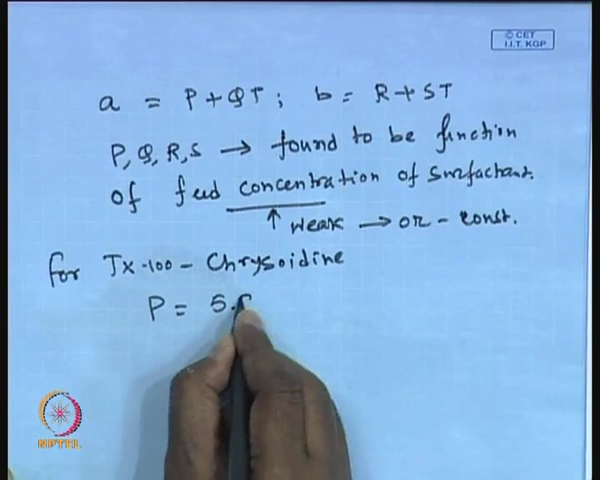 © CET
I.I.T. KGP
a = P+QT; b = R+ST
P, Q, R, S → found to be function
of feed concentration of surfactant.
↑ weak → or - const.
for TX-100 - Chrysoidine
P = 5.
NPTEL